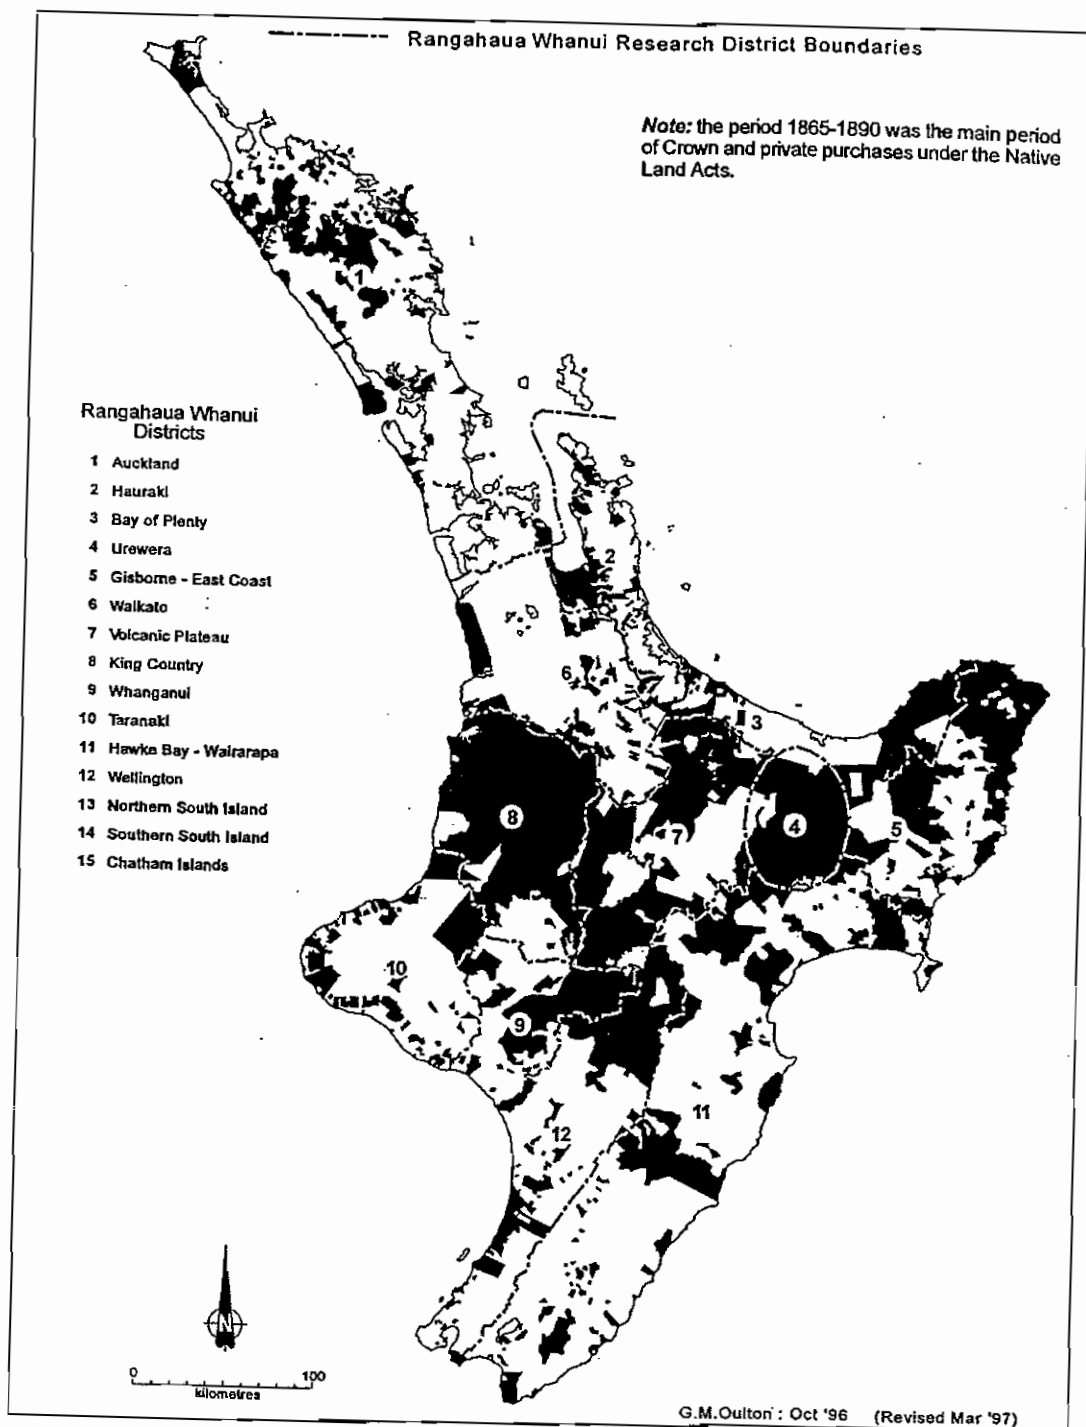 Rangahaua Whanui Research District Boundaries
Note: the period 1865-1890 was the main period
of Crown and private purchases under the Native
Land Acts.
Rangahaua Whanui
Districts
1 Auckland
2 Hauraki
3 Bay of Plenty
4 Urewera
5 Gisborne - East Coast
6 Waikato
7 Volcanic Plateau
8 King Country
9 Whanganui
10 Taranaki
11 Hawke Bay - Wairarapa
12 Wellington
13 Northern South Island
14 Southern South Island
15 Chatham Islands
1
2
6
3
8
7
4
5
10
9
11
12
N
0 100
kilometres
G.M.Oulton : Oct '96 (Revised Mar '97)